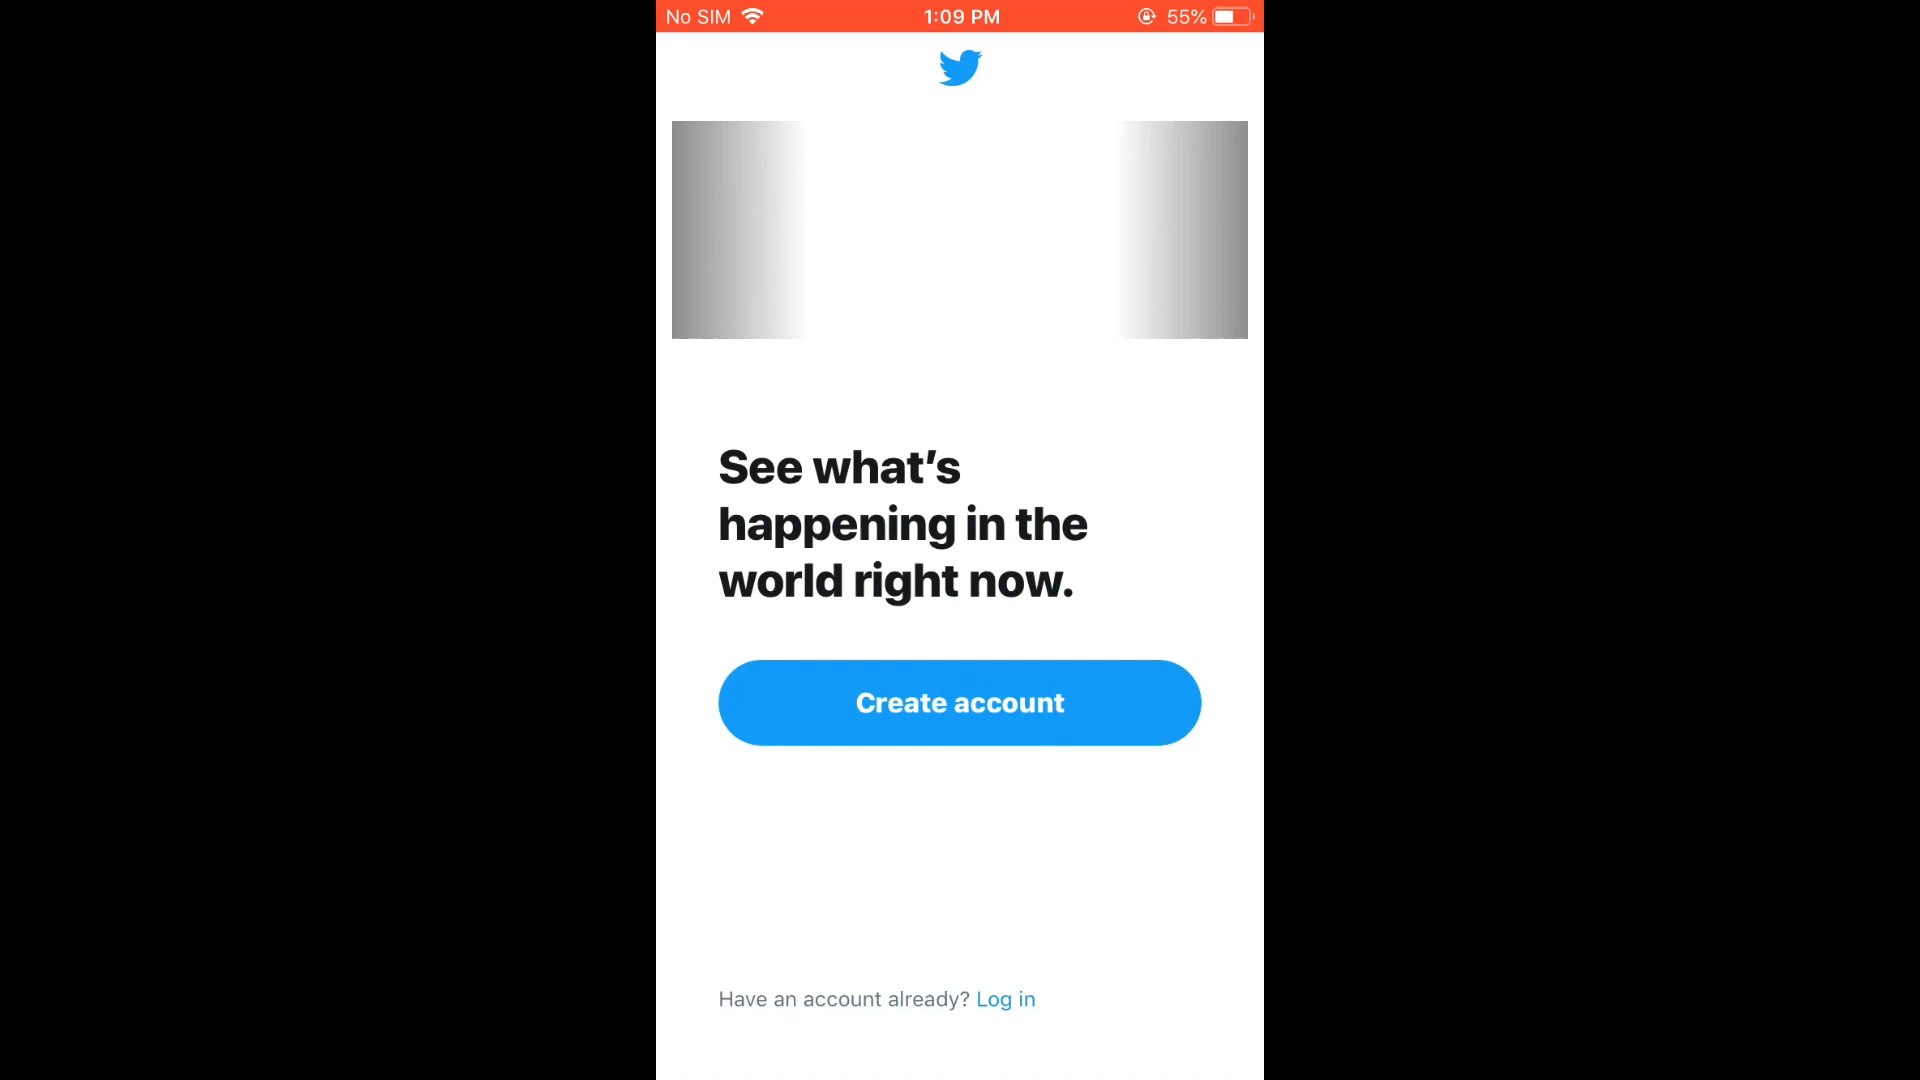 No SIM 1:09 PM 55%
See what’s
happening in the
world right now.
Create account
Have an account already? Log in